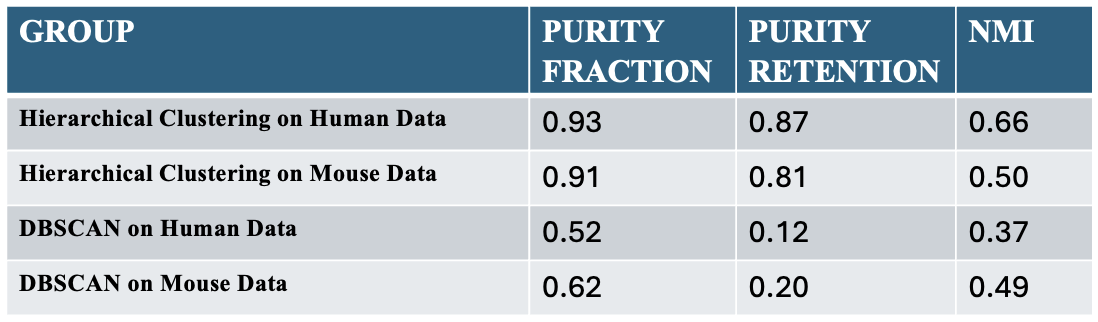 GROUP PURITY FRACTION PURITY RETENTION NMI
Hierarchical Clustering on Human Data 0.93 0.87 0.66
Hierarchical Clustering on Mouse Data 0.91 0.81 0.50
DBSCAN on Human Data 0.52 0.12 0.37
DBSCAN on Mouse Data 0.62 0.20 0.49